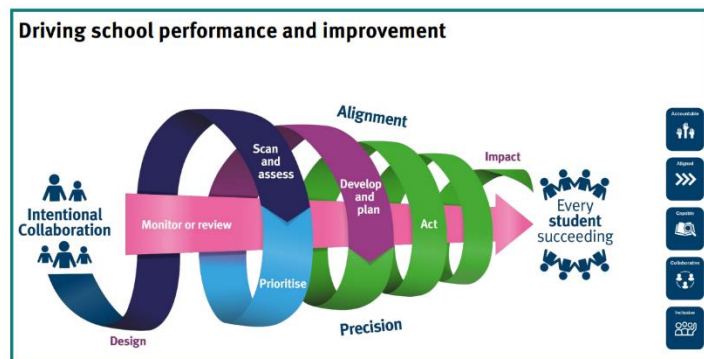 Driving school performance and improvement
Alignment
Scan
and
assess
Develop
and
plan
Impact
Intentional
Collaboration
Monitor or review
Act
Every
student
succeeding
Prioritise
Design
Precision
Accountable
Aligned
Capable
Collaborative
Inclusive